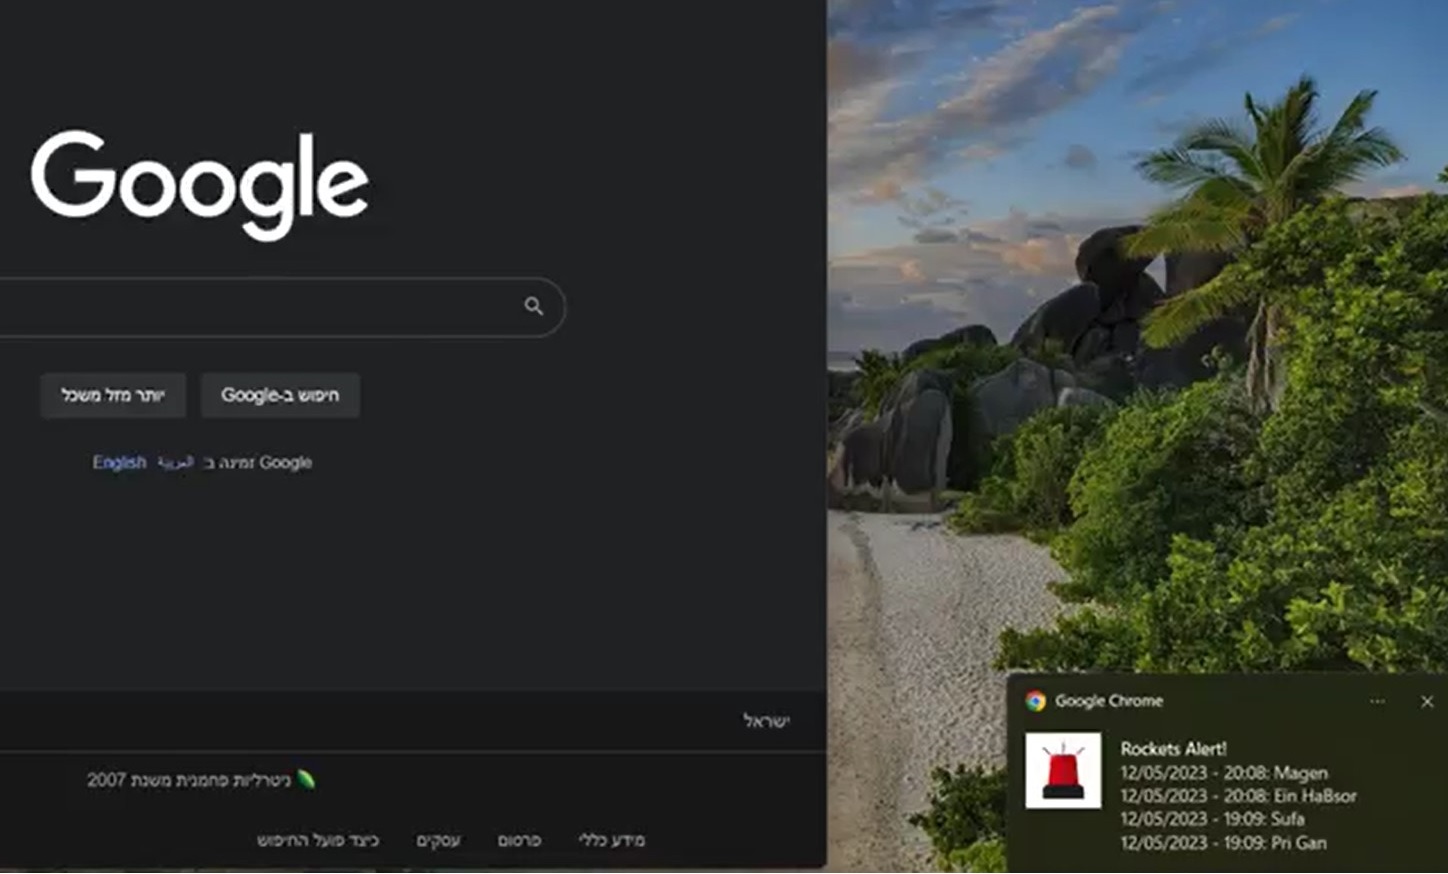 Google
חיפוש ב-Google
יותר מזל משכל
Google זמינה ב: العربية English
ישראל
ניטרליות פחמנית משנת 2007
מידע כללי פרסום עסקים כיצד פועל החיפוש
Google Chrome
Rockets Alert!
12/05/2023 - 20:08: Magen
12/05/2023 - 20:08: Ein HaBsor
12/05/2023 - 19:09: Sufa
12/05/2023 - 19:09: Pri Gan